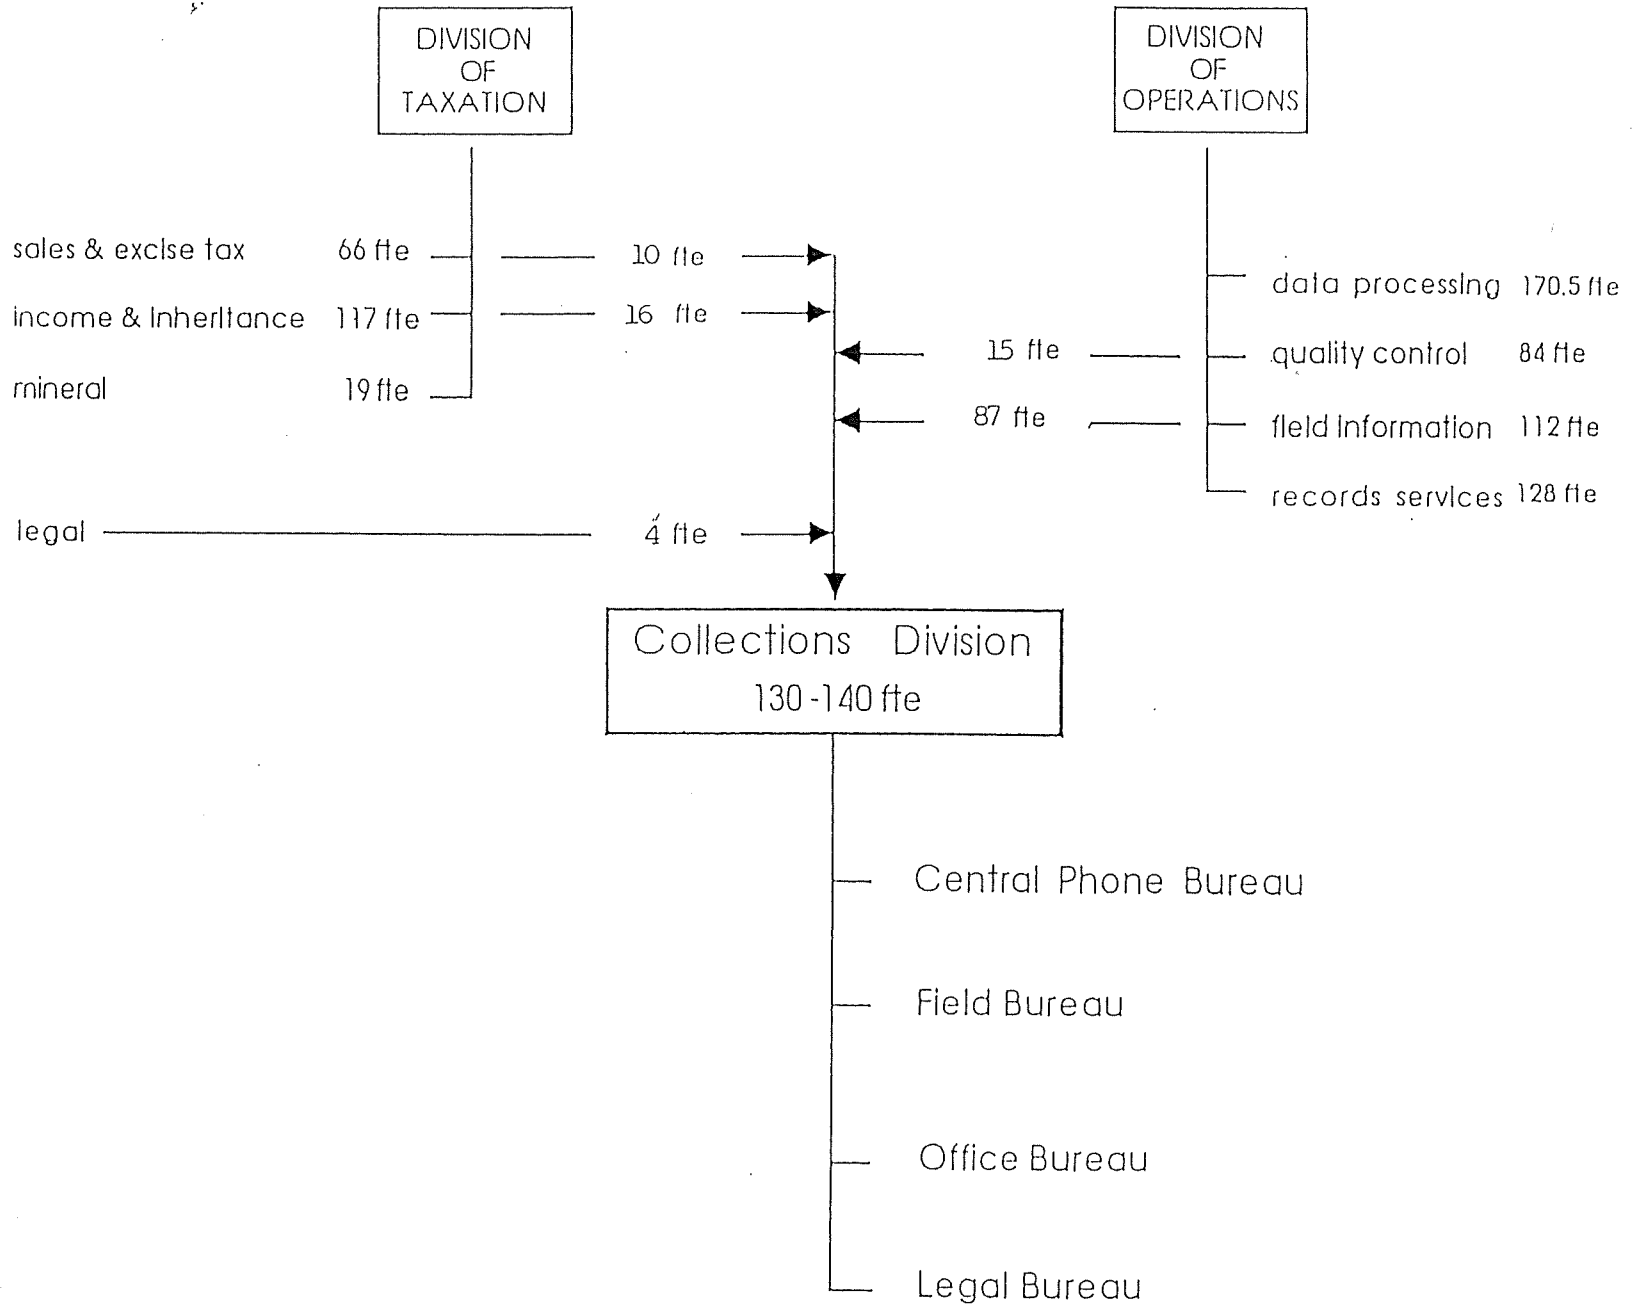 DIVISION
OF
TAXATION
DIVISION
OF
OPERATIONS
sales & excise tax 66 fte 10 fte
income & Inheritance 117 fte 16 fte
mineral 19 fte
data processing 170.5 fte
15 fte quality control 84 fte
87 fte field Information 112 fte
records services 128 fte
legal 4 fte
Collections Division
130-140 fte
Central Phone Bureau
Field Bureau
Office Bureau
Legal Bureau